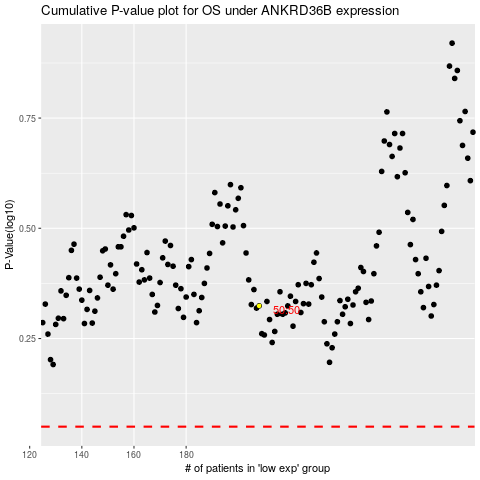 Cumulative P-value plot for OS under ANKRD36B expression
P-Value(log10)
0.75
0.50
0.25
50-50
120 140 160 180
# of patients in 'low exp' group